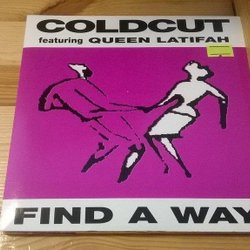 COLDCUT
featuring QUEEN LATIFAH
FIND A WAY